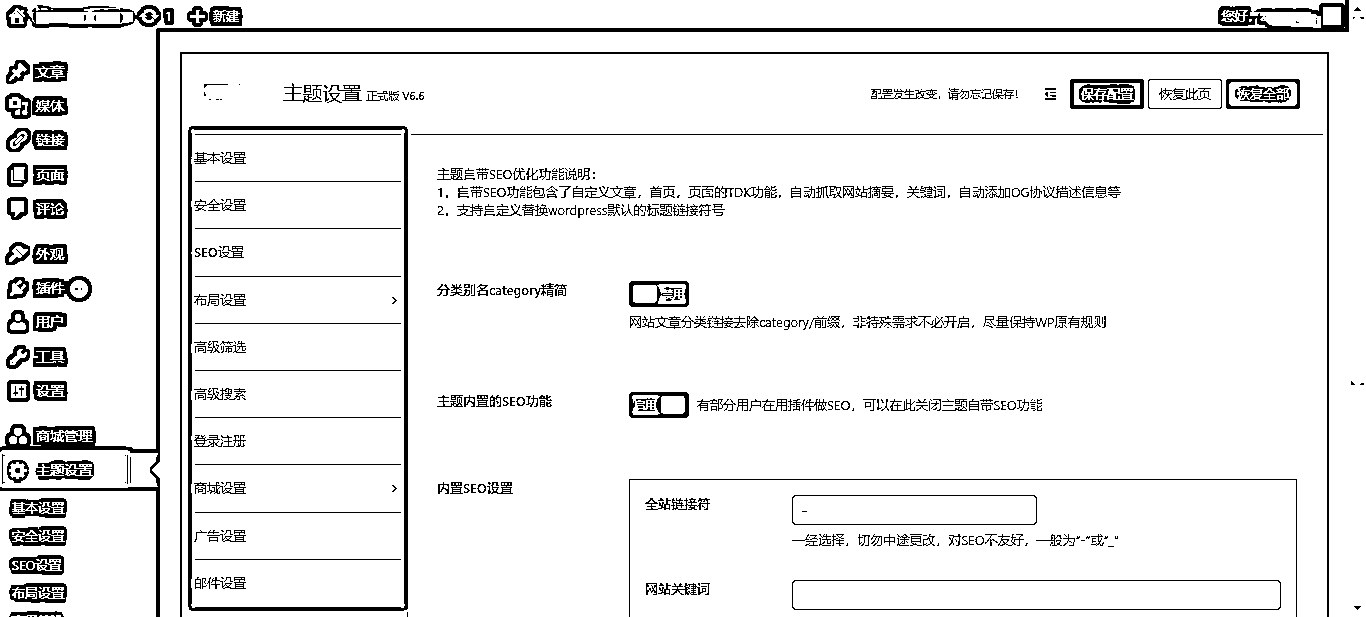 1 新建
您好,
文章
媒体
链接
页面
评论
外观
插件
用户
工具
设置
商城管理
主题设置
基本设置
安全设置
SEO设置
布局设置
主题设置 正式版 V6.6
配置发生改变，请勿忘记保存！ 保存配置 恢复此页 恢复全部
基本设置
安全设置
SEO设置
布局设置
高级筛选
高级搜素
登录注册
商城设置
广告设置
邮件设置
主题自带SEO优化功能说明：
1，自带SEO功能包含了自定义文章，首页，页面的TDK功能，自动抓取网站摘要，关键词，自动添加OG协议描述信息等
2，支持自定义替换wordpress默认的标题链接符号
分类别名category精简
网站文章分类链接去除category/前缀，非特殊需求不必开启，尽量保持WP原有规则
主题内置的SEO功能
有部分用户在用插件做SEO，可以在此关闭主题自带SEO功能
内置SEO设置
全站链接符
-
一经选择，切勿中途更改，对SEO不友好，一般为"-"或"_"
网站关键词